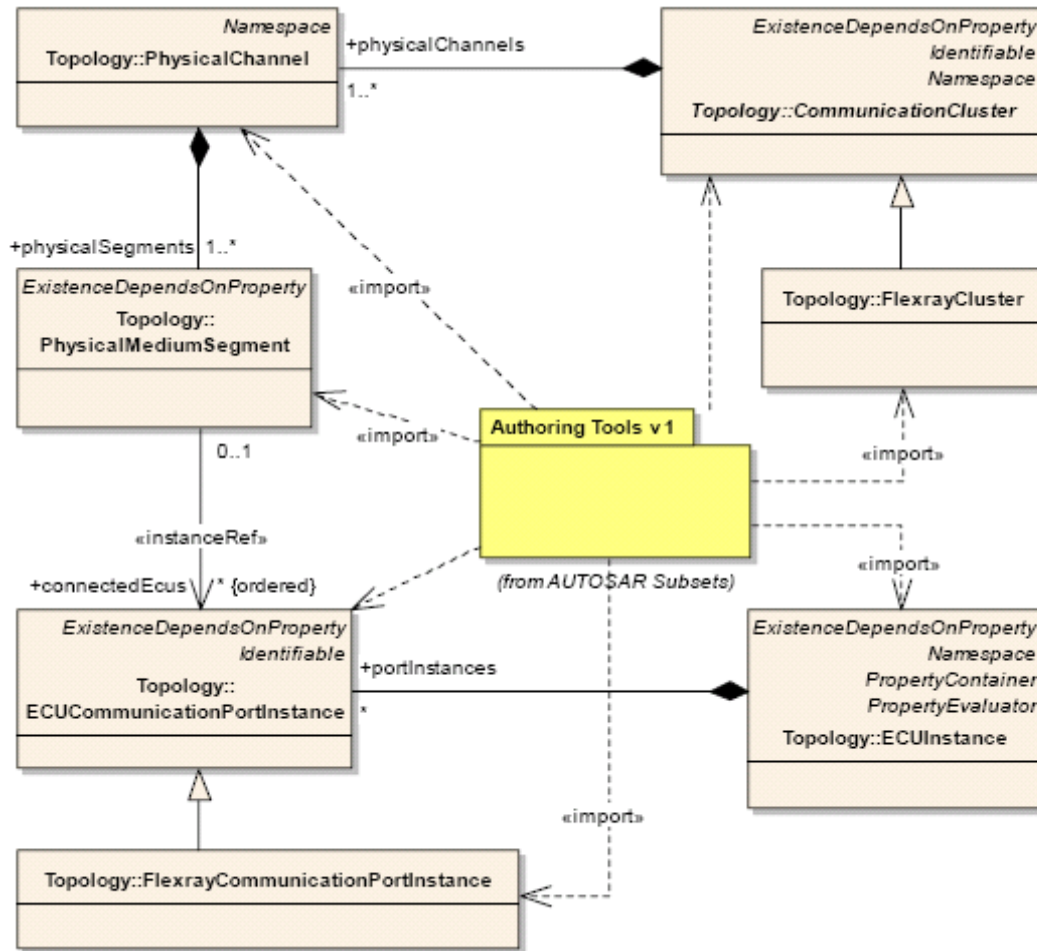 Namespace
Topology::PhysicalChannel
+physicalChannels
1..*
ExistenceDependsOnProperty
Identifiable
Namespace
Topology::CommunicationCluster
+physicalSegments 1..*
ExistenceDependsOnProperty
Topology::
PhysicalMediumSegment
0..1
«import»
Topology::FlexrayCluster
«import»
Authoring Tools v1
«import»
(from AUTOSAR Subsets)
«import»
«instanceRef»
+connectedEcus * {ordered}
ExistenceDependsOnProperty
Identifiable
Topology::
ECUCommunicationPortInstance
+portInstances
*
ExistenceDependsOnProperty
Namespace
PropertyContainer
PropertyEvaluator
Topology::ECUInstance
«import»
Topology::FlexrayCommunicationPortInstance